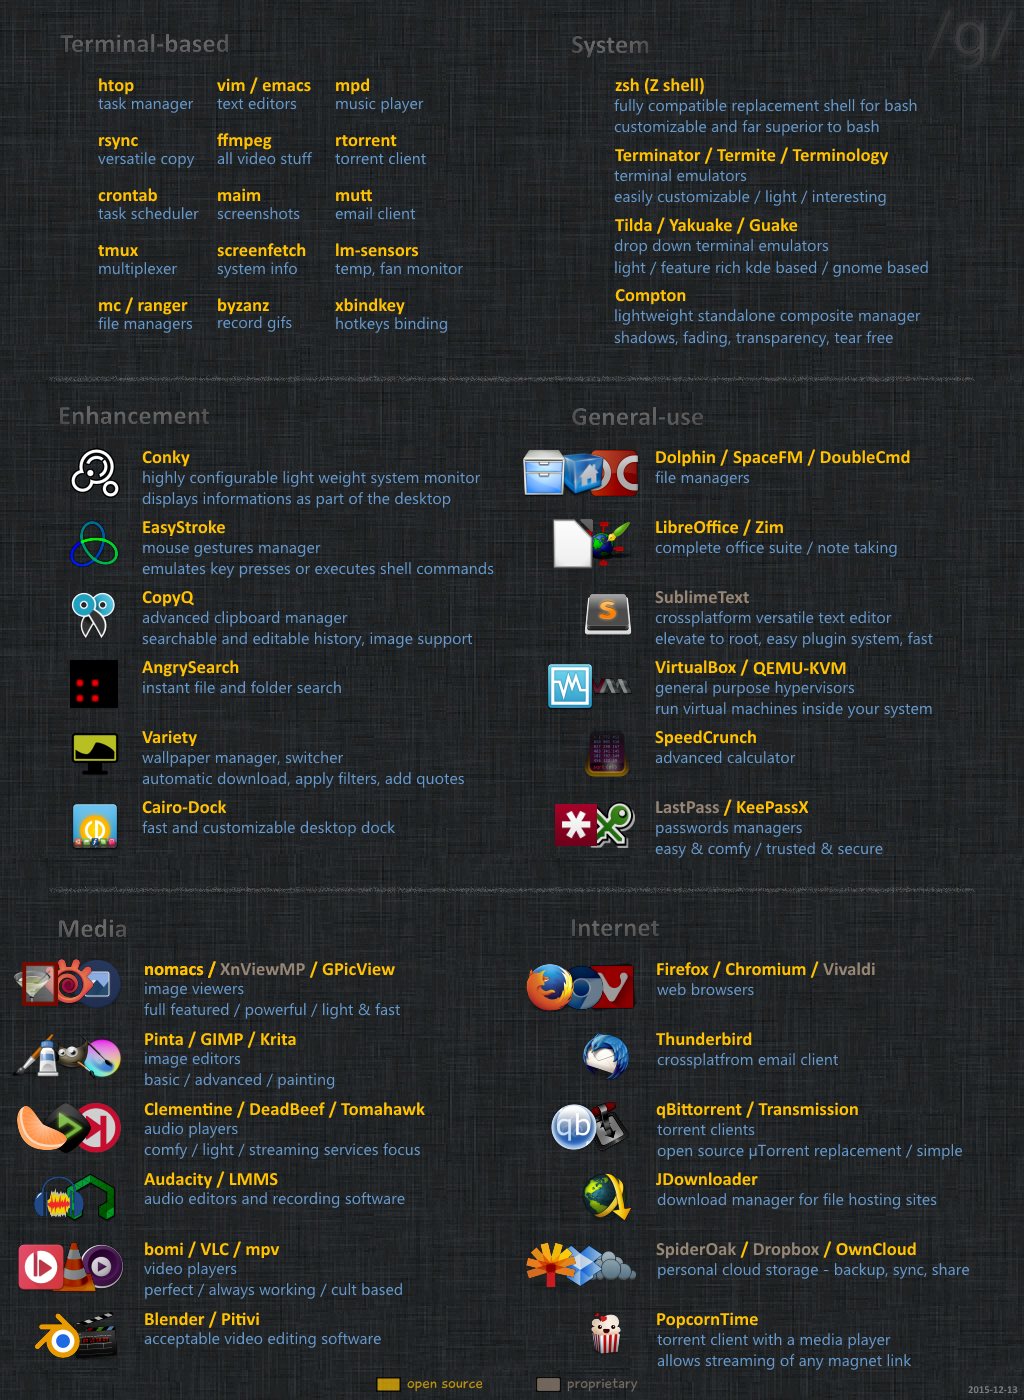 /g/
Terminal-based
htop
task manager
vim / emacs
text editors
mpd
music player
rsync
versatile copy
ffmpeg
all video stuff
rtorrent
torrent client
crontab
task scheduler
maim
screenshots
mutt
email client
tmux
multiplexer
screenfetch
system info
lm-sensors
temp, fan monitor
mc / ranger
file managers
byzanz
record gifs
xbindkey
hotkeys binding
System
zsh (Z shell)
fully compatible replacement shell for bash
customizable and far superior to bash
Terminator / Termite / Terminology
terminal emulators
easily customizable / light / interesting
Tilda / Yakuake / Guake
drop down terminal emulators
light / feature rich kde based / gnome based
Compton
lightweight standalone composite manager
shadows, fading, transparency, tear free
Enhancement
Conky
highly configurable light weight system monitor
displays informations as part of the desktop
EasyStroke
mouse gestures manager
emulates key presses or executes shell commands
CopyQ
advanced clipboard manager
searchable and editable history, image support
AngrySearch
instant file and folder search
Variety
wallpaper manager, switcher
automatic download, apply filters, add quotes
Cairo-Dock
fast and customizable desktop dock
General-use
Dolphin / SpaceFM / DoubleCmd
file managers
LibreOffice / Zim
complete office suite / note taking
S
SublimeText
crossplatform versatile text editor
elevate to root, easy plugin system, fast
VirtualBox / QEMU-KVM
general purpose hypervisors
run virtual machines inside your system
SpeedCrunch
advanced calculator
LastPass / KeePassX
passwords managers
easy & comfy / trusted & secure
Media
nomacs / XnViewMP / GPicView
image viewers
full featured / powerful / light & fast
Pinta / GIMP / Krita
image editors
basic / advanced / painting
Clementine / DeadBeef / Tomahawk
audio players
comfy / light / streaming services focus
Audacity / LMMS
audio editors and recording software
bomi / VLC / mpv
video players
perfect / always working / cult based
Blender / Pitivi
acceptable video editing software
Internet
Firefox / Chromium / Vivaldi
web browsers
Thunderbird
crossplatfrom email client
qb
qBittorrent / Transmission
torrent clients
open source µTorrent replacement / simple
JDownloader
download manager for file hosting sites
SpiderOak / Dropbox / OwnCloud
personal cloud storage - backup, sync, share
PopcornTime
torrent client with a media player
allows streaming of any magnet link
open source
proprietary
2015-12-13